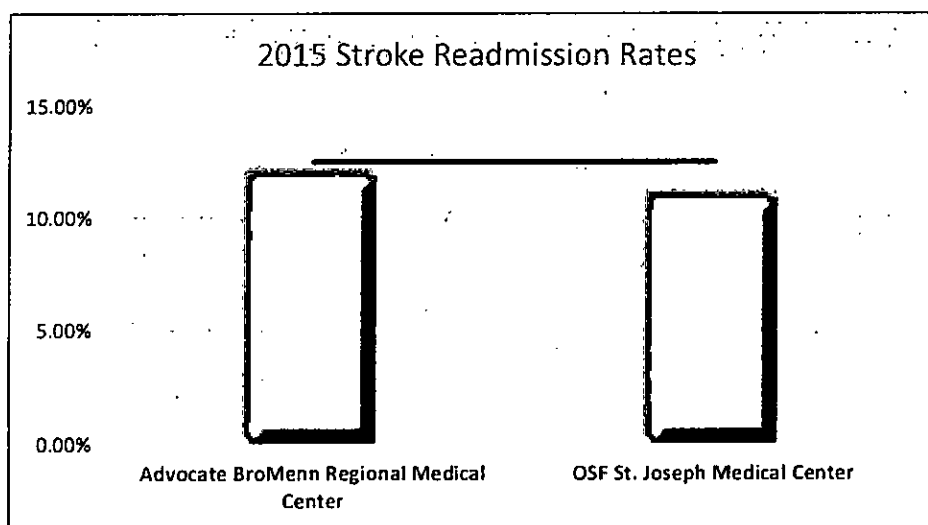 2015 Stroke Readmission Rates
15.00%
10.00%
5.00%
0.00%
Advocate BroMenn Regional Medical
Center
OSF St. Joseph Medical Center